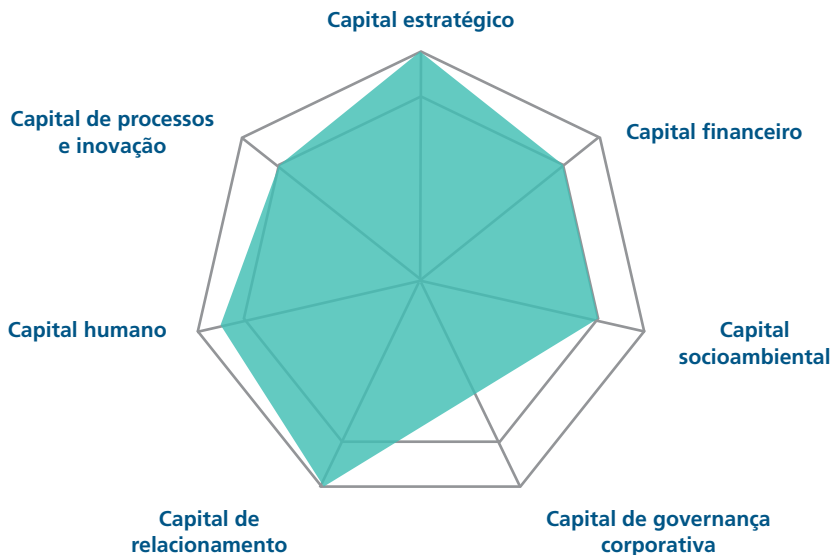 Capital estratégico
Capital de processos
e inovação
Capital financeiro
Capital humano
Capital
socioambiental
Capital de
relacionamento
Capital de governança
corporativa